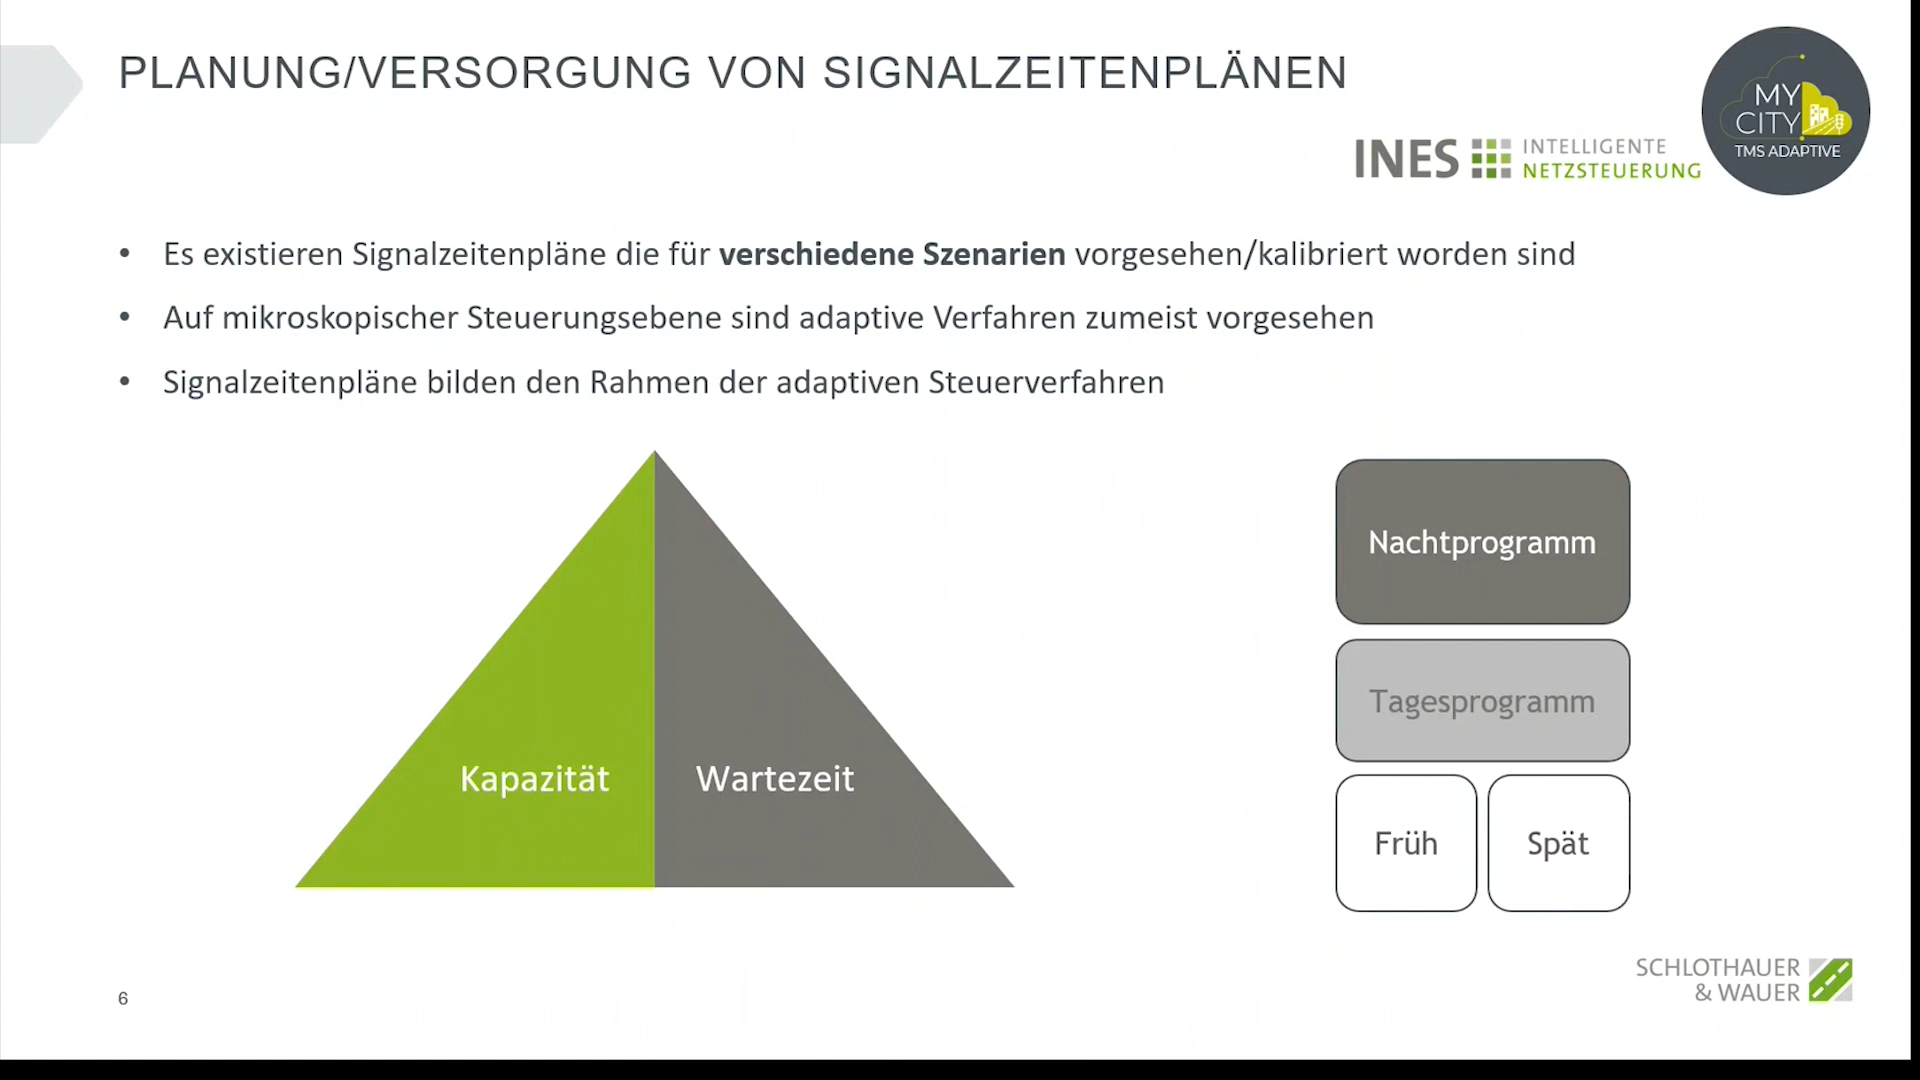 PLANUNG/VERSORGUNG VON SIGNALZEITENPLÄNEN
MY
CITY
TMS ADAPTIVE
INES INTELLIGENTE
NETZSTEUERUNG
• Es existieren Signalzeitenpläne die für verschiedene Szenarien vorgesehen/kalibriert worden sind
• Auf mikroskopischer Steuerungsebene sind adaptive Verfahren zumeist vorgesehen
• Signalzeitenpläne bilden den Rahmen der adaptiven Steuerverfahren
Kapazität
Wartezeit
Nachtprogramm
Tagesprogramm
Früh
Spät
SCHLOTHAUER
& WAUER
6